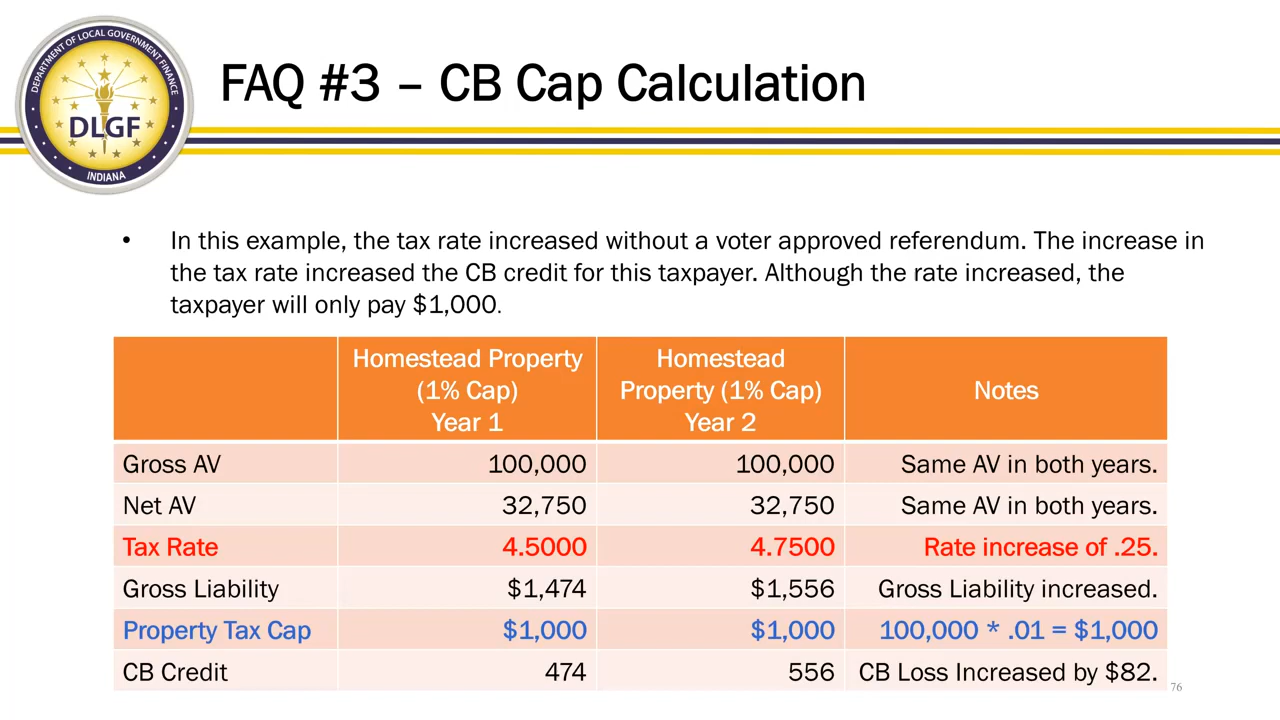 DEPARTMENT OF LOCAL GOVERNMENT FINANCE
DLGF
INDIANA
FAQ #3 – CB Cap Calculation
• In this example, the tax rate increased without a voter approved referendum. The increase in
the tax rate increased the CB credit for this taxpayer. Although the rate increased, the
taxpayer will only pay $1,000.
Homestead Property
(1% Cap)
Year 1
Homestead
Property (1% Cap)
Year 2
Notes
Gross AV 100,000 100,000 Same AV in both years.
Net AV 32,750 32,750 Same AV in both years.
Tax Rate 4.5000 4.7500 Rate increase of .25.
Gross Liability $1,474 $1,556 Gross Liability increased.
Property Tax Cap $1,000 $1,000 100,000 * .01 = $1,000
CB Credit 474 556 CB Loss Increased by $82.
76